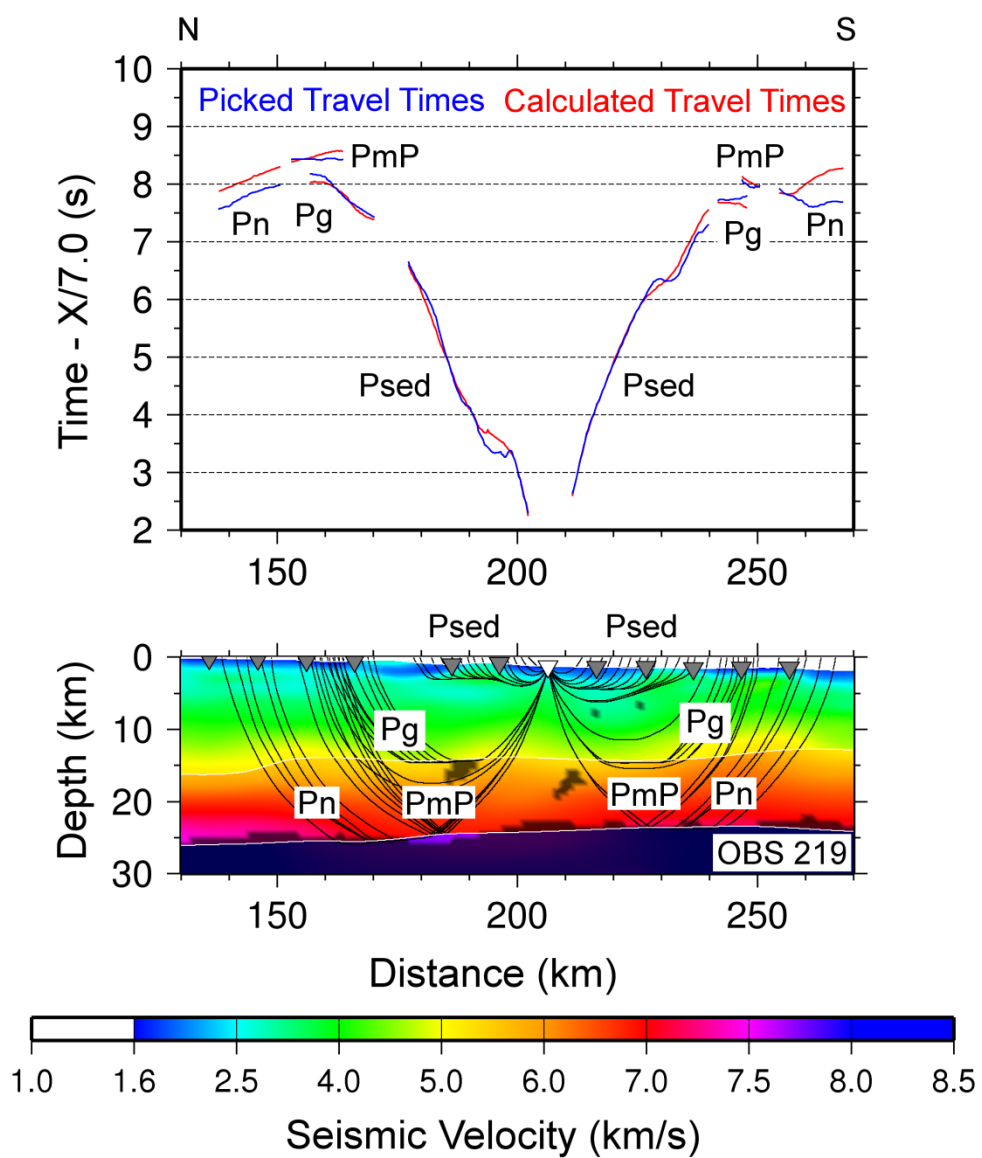 N S
10
Picked Travel Times Calculated Travel Times
9
PmP PmP
8
Pn Pg Pg Pn
7
6
5
Psed Psed
4
3
2
Time - X/7.0 (s)
150 200 250
Psed Psed
0
Pg Pg
10
Pn PmP PmP Pn
20
OBS 219
30
Depth (km)
150 200 250
Distance (km)
1.0 1.6 2.5 4.0 5.0 6.0 7.0 7.5 8.0 8.5
Seismic Velocity (km/s)